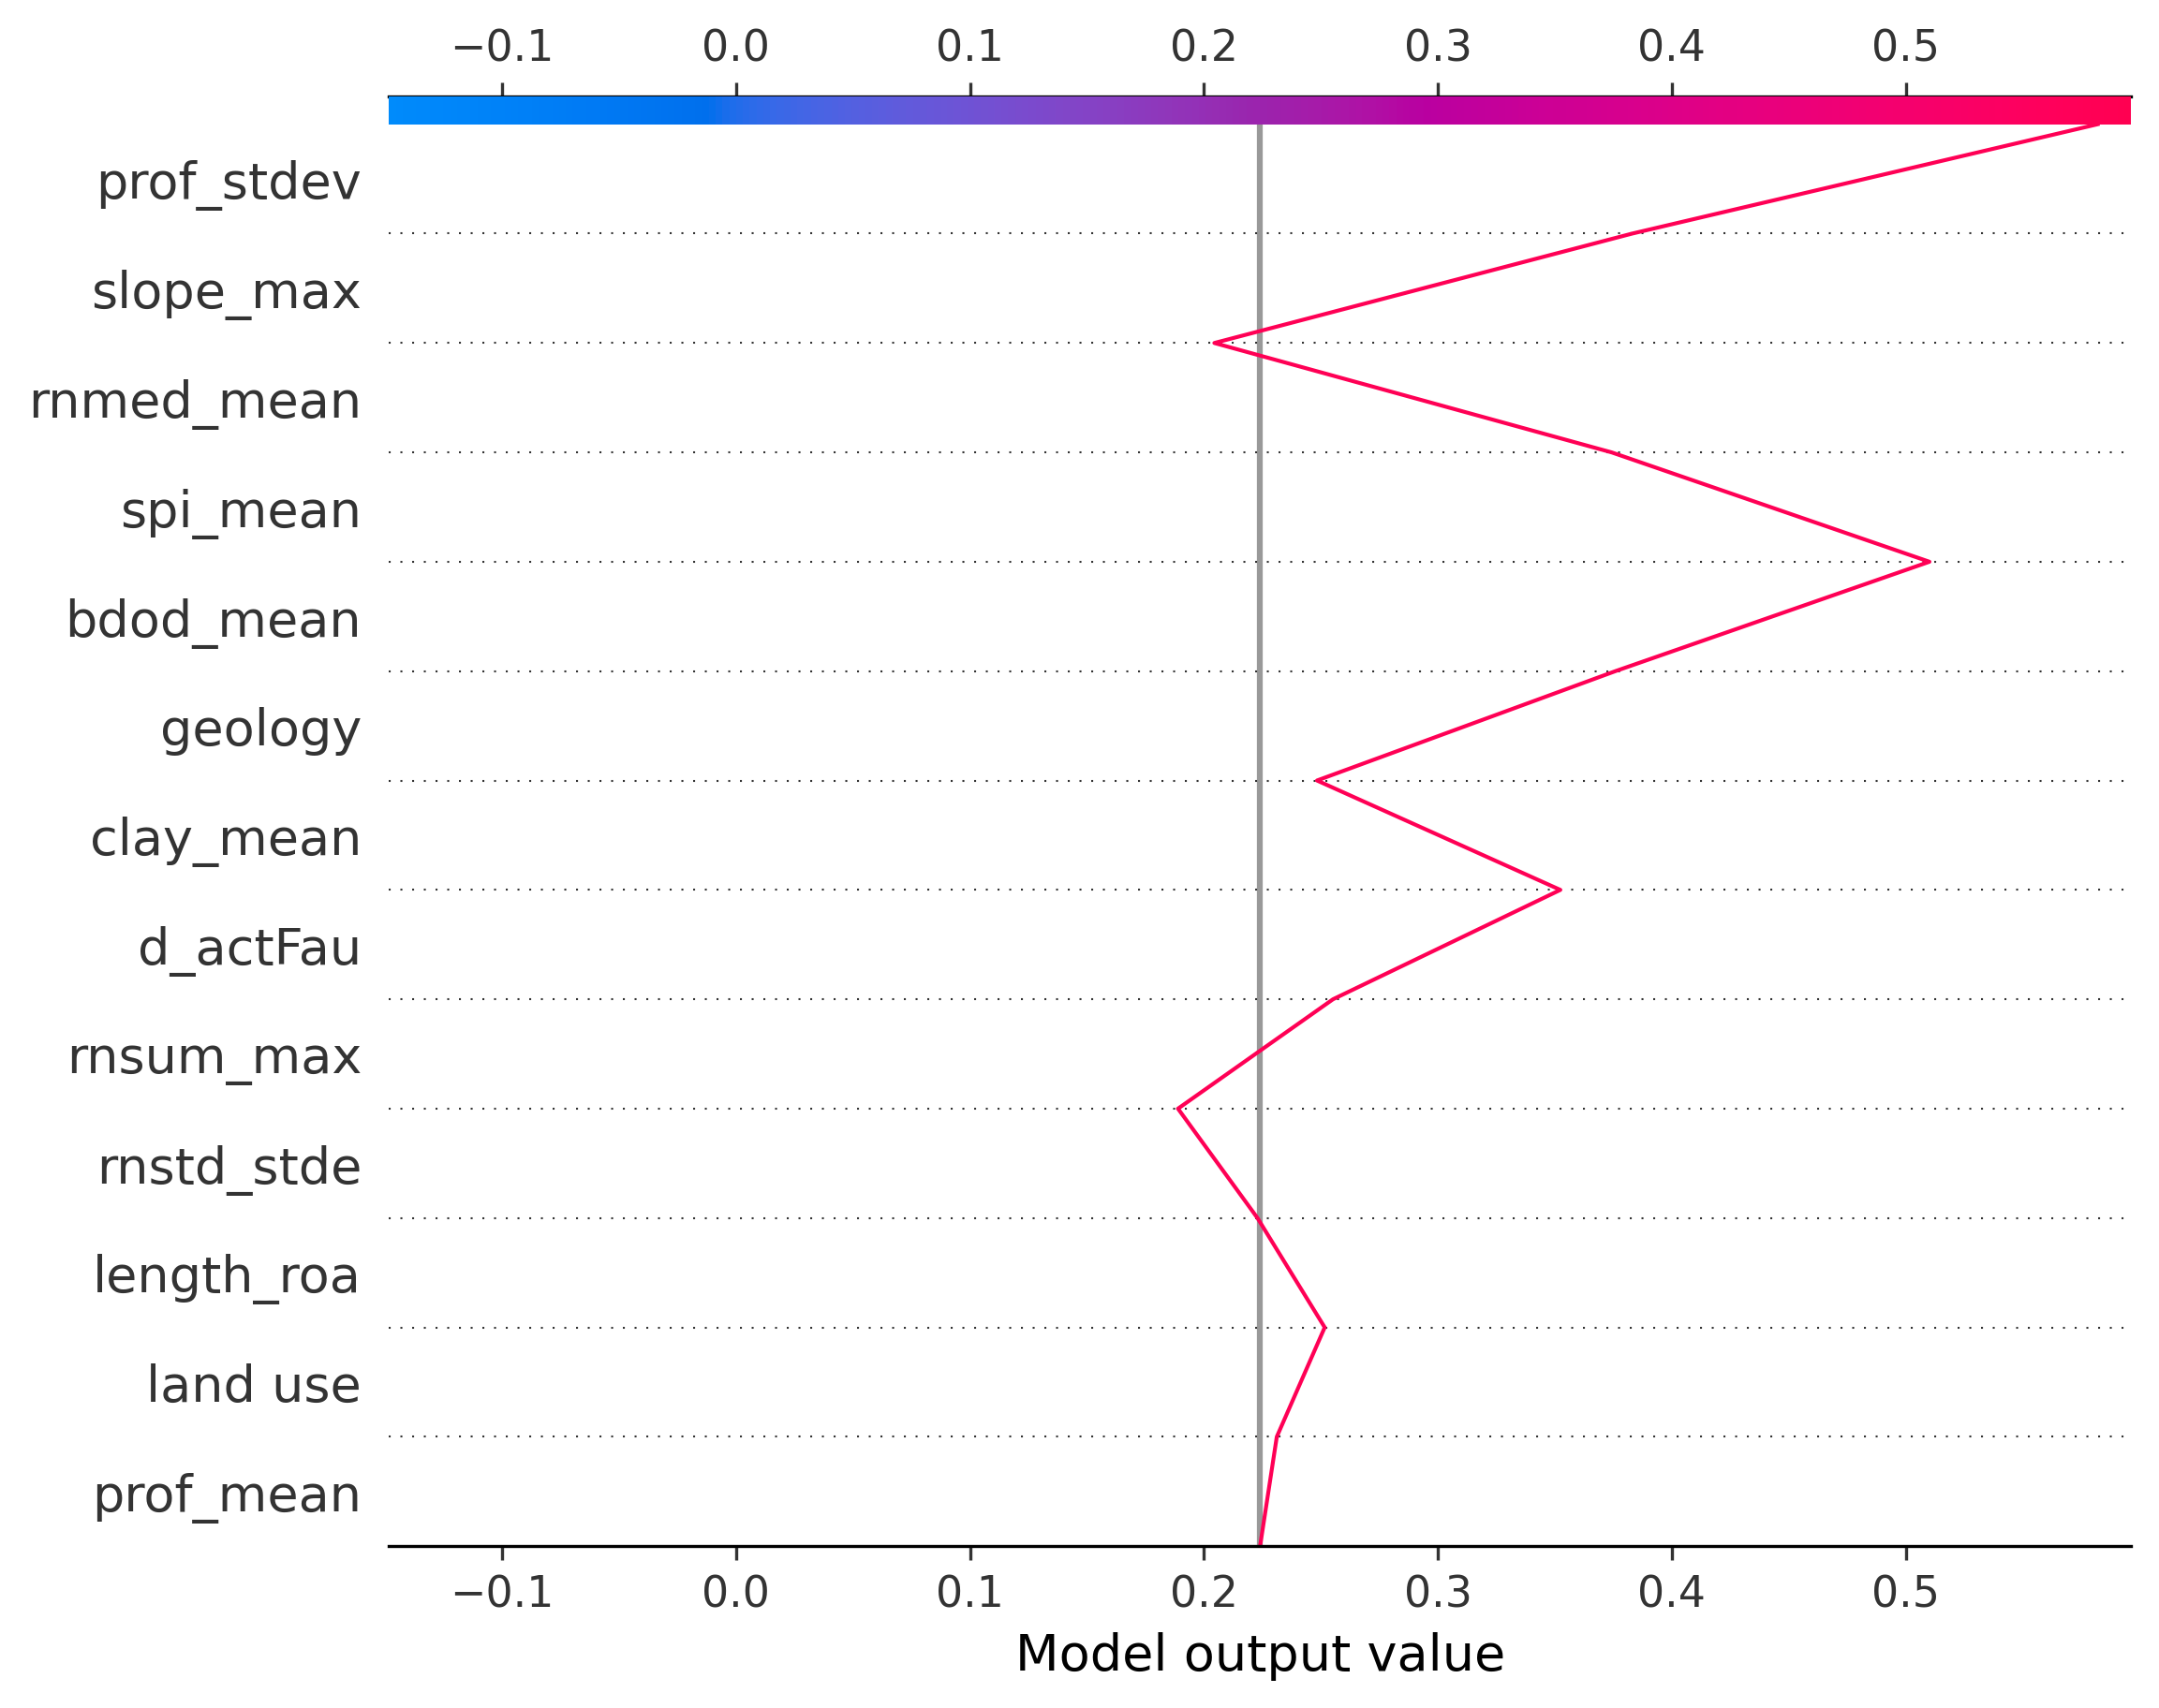 −0.1 0.0 0.1 0.2 0.3 0.4 0.5
prof_stdev
slope_max
rnmed_mean
spi_mean
bdod_mean
geology
clay_mean
d_actFau
rnsum_max
rnstd_stde
length_roa
land use
prof_mean
−0.1 0.0 0.1 0.2 0.3 0.4 0.5
Model output value